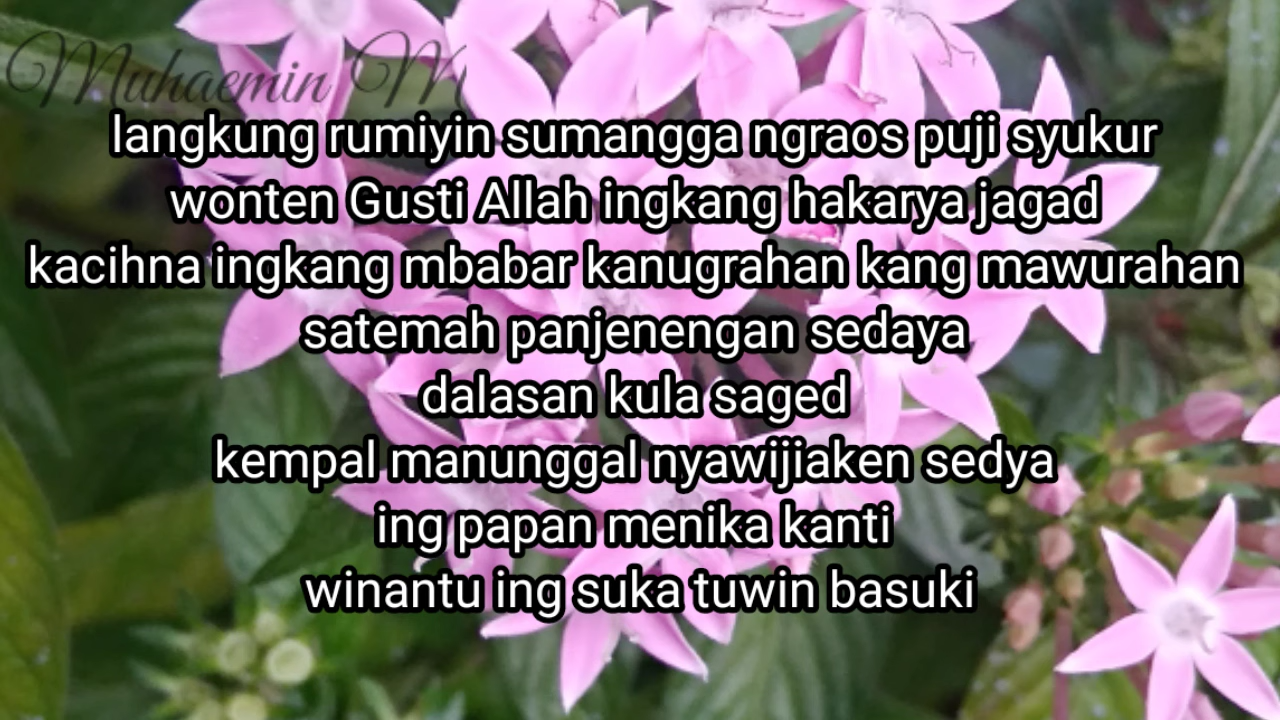 Muhaemin M
langkung rumiyin sumangga ngraos puji syukur
wonten Gusti Allah ingkang hakarya jagad
kacihna ingkang mbabar kanugrahan kang mawurahan
satemah panjenengan sedaya
dalasan kula saged
kempal manunggal nyawijiaken sedya
ing papan menika kanti
winantu ing suka tuwin basuki